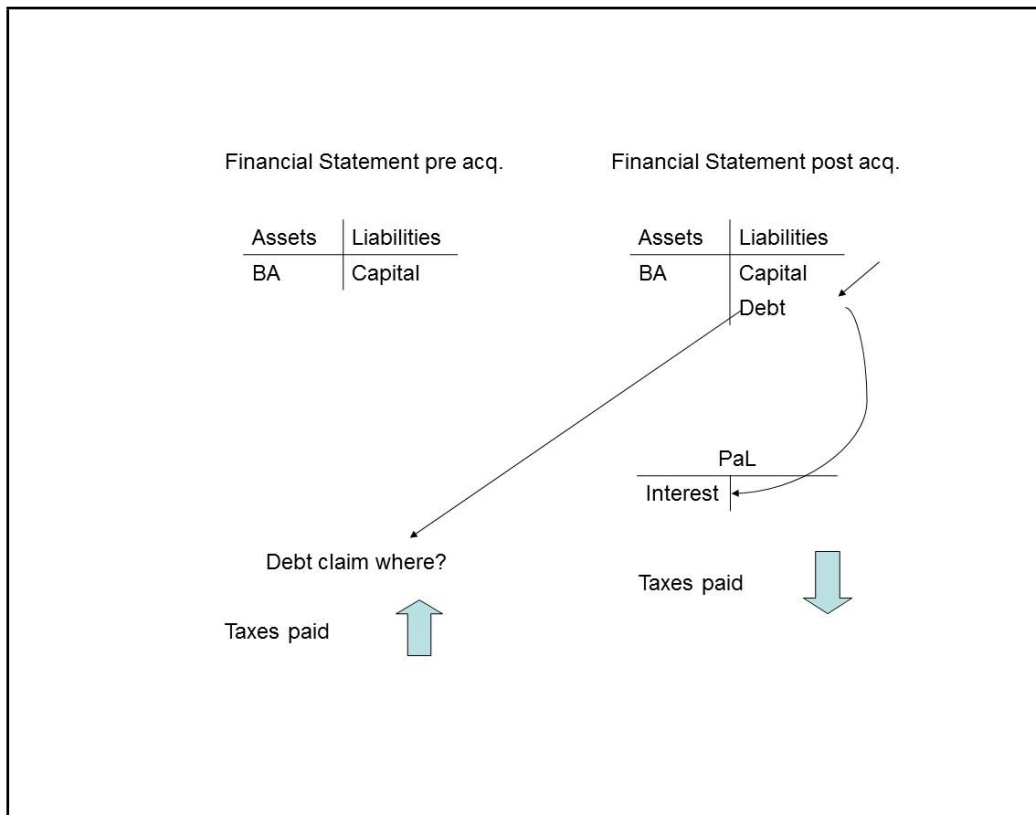 Financial Statement pre acq.
Financial Statement post acq.
Assets Liabilities
BA Capital
Assets Liabilities
BA Capital
Debt
PaL
Interest
Debt claim where?
Taxes paid
Taxes paid